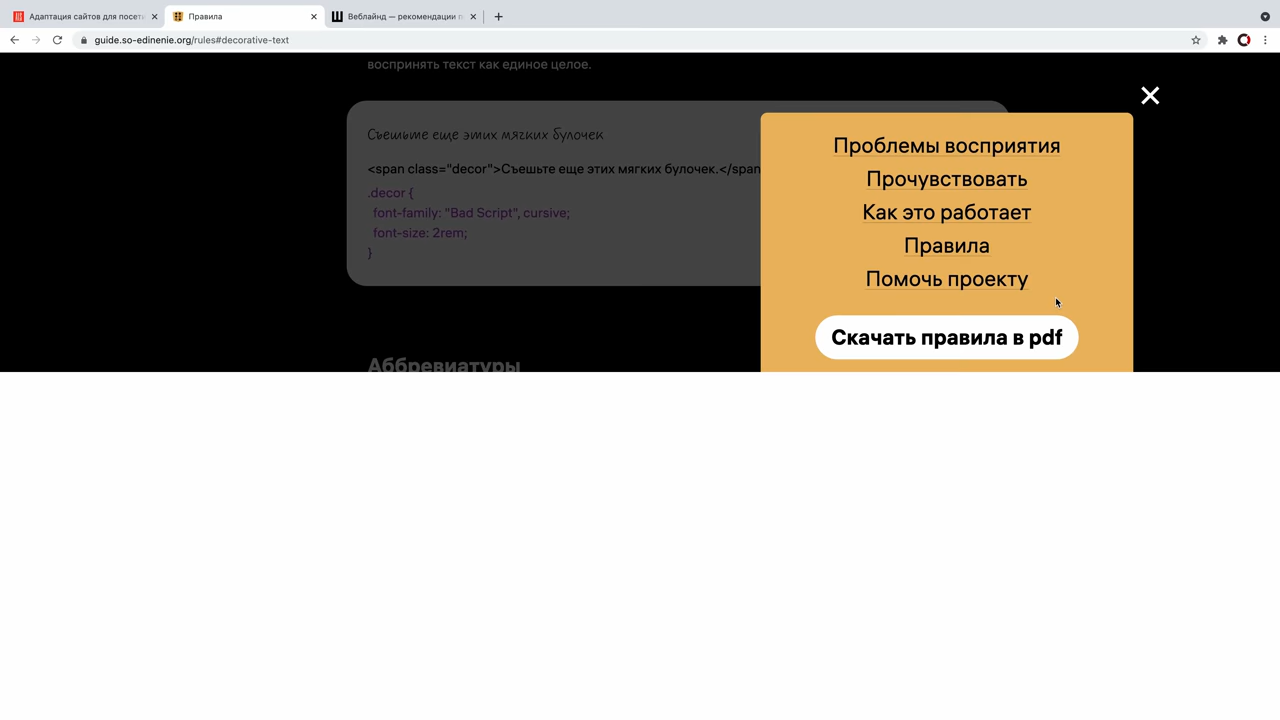 Адаптация сайтов для посети
Правила
Веблайнд — рекомендации п
guide.so-edinenie.org/rules#decorative-text
воспринять текст как единое целое.
Съешьте еще этих мягких булочек
<span class="decor">Съешьте еще этих мягких булочек.</span
.decor {
font-family: "Bad Script", cursive;
font-size: 2rem;
}
Аббревиатуры
Проблемы восприятия
Прочувствовать
Как это работает
Правила
Помочь проекту
Скачать правила в pdf